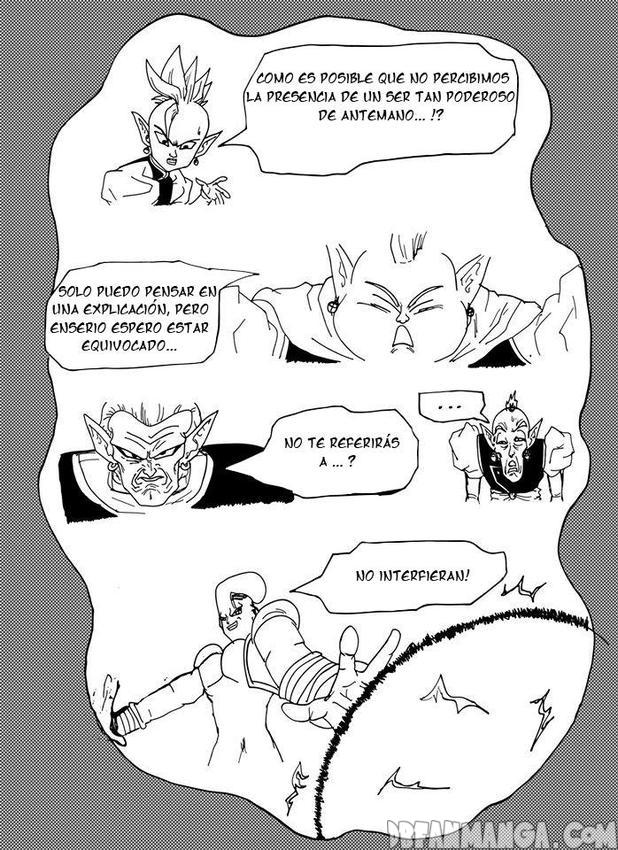 COMO ES POSIBLE QUE NO PERCIBIMOS
LA PRESENCIA DE UN SER TAN PODEROSO
DE ANTEMANO... !?
SOLO PUEDO PENSAR EN
UNA EXPLICACIÓN, PERO
ENSERIO ESPERO ESTAR
EQUIVOCADO...
...
NO TE REFERIRÁS
A ... ?
NO INTERFIERAN!
DBFANMANGA.COM